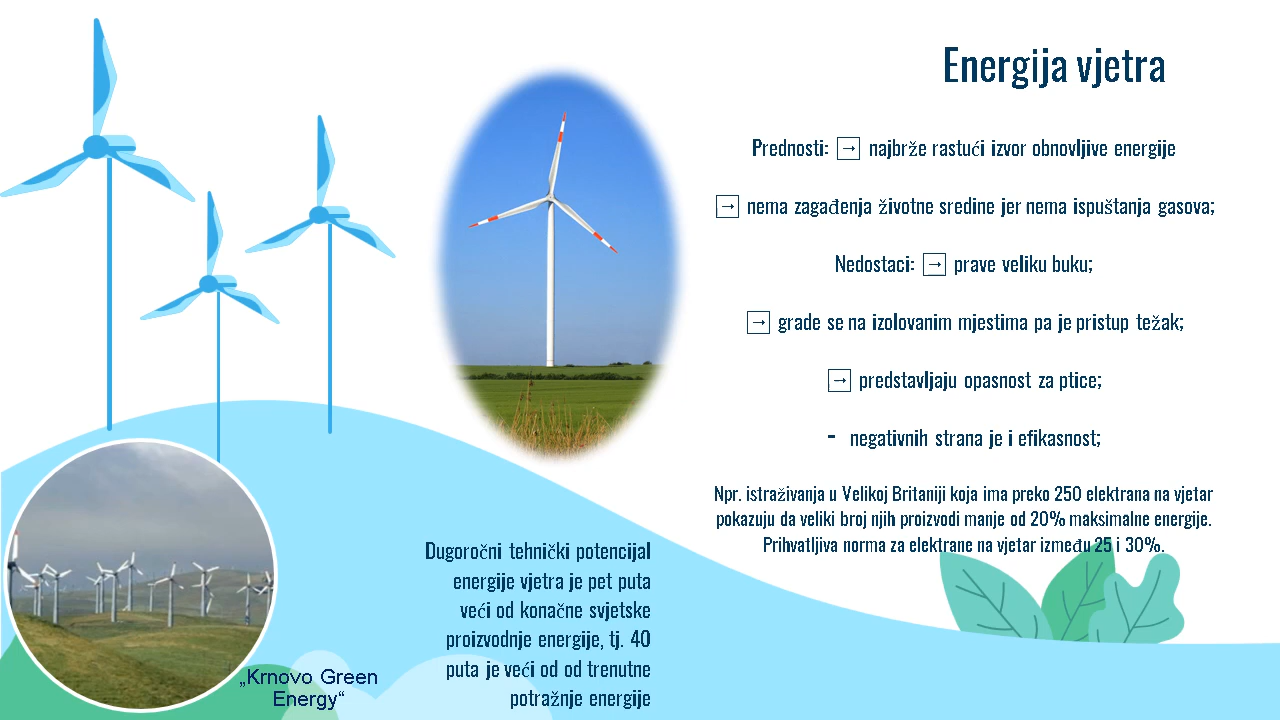 Energija vjetra
Prednosti: → najbrže rastući izvor obnovljive energije
→ nema zagađenja životne sredine jer nema ispuštanja gasova;
Nedostaci: → prave veliku buku;
→ grade se na izolovanim mjestima pa je pristup težak;
→ predstavljaju opasnost za ptice;
- negativnih strana je i efikasnost;
Npr. istraživanja u Velikoj Britaniji koja ima preko 250 elektrana na vjetar
pokazuju da veliki broj njih proizvodi manje od 20% maksimalne energije.
Prihvatljiva norma za elektrane na vjetar između 25 i 30%.
Dugoročni tehnički potencijal
energije vjetra je pet puta
veći od konačne svjetske
proizvodnje energije, tj. 40
puta je veći od od trenutne
potražnje energije
„Krnovo Green
Energy“